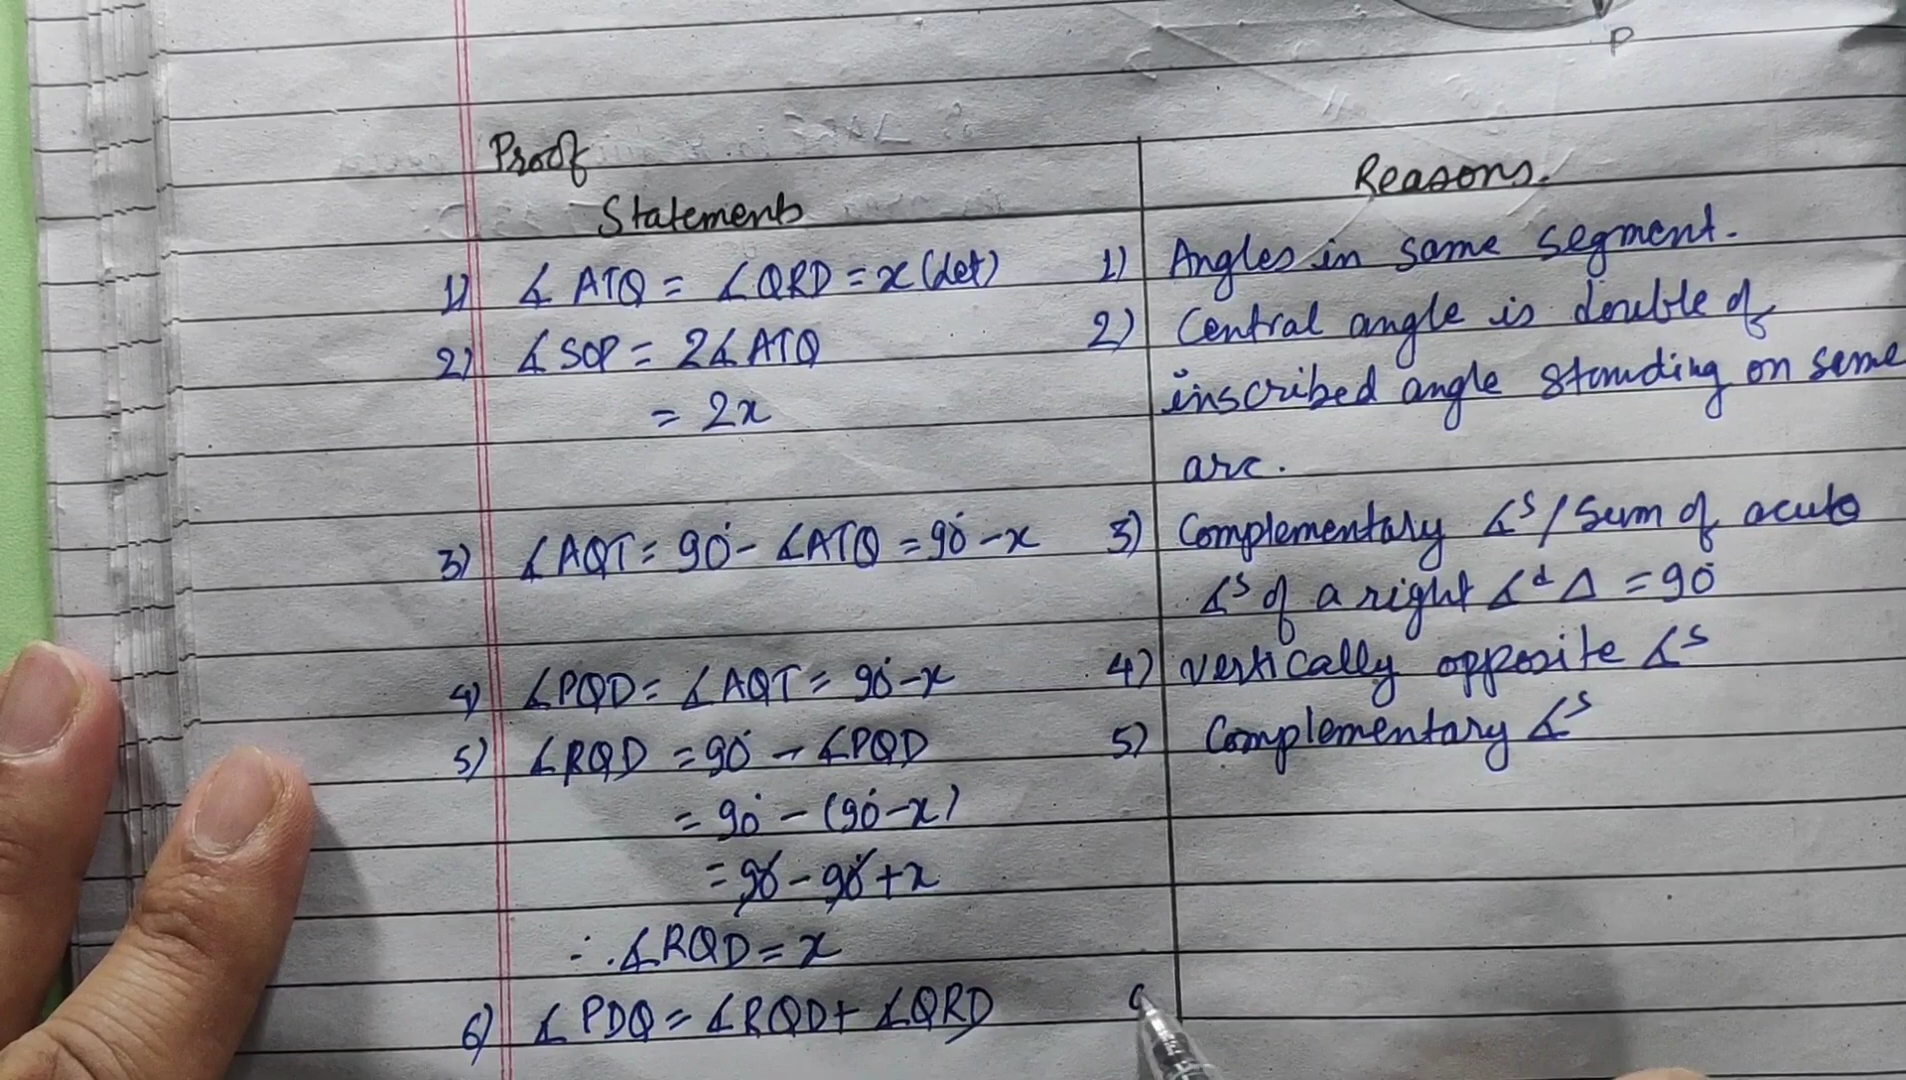 P
Proof
Statements
Reasons.
1) ∡ ATQ = ∡QRD = x (let)
1) Angles in same segment.
2) ∡SOP = 2∡ATQ
2) Central angle is double of
= 2x
inscribed angle standing on same
arc.
3) ∡AQT = 90° - ∡ATQ = 90° - x
3) Complementary ∡s / Sum of acute
∡s of a right ∡d Δ = 90°
4) ∡PQD = ∡AQT = 90° - x
4) vertically opposite ∡s
5) ∡RQD = 90° - ∡PQD
5) Complementary ∡s
= 90° - (90° - x)
= 90° - 90° + x
∴ ∡RQD = x
6) ∡ PDQ = ∡RQD + ∡QRD